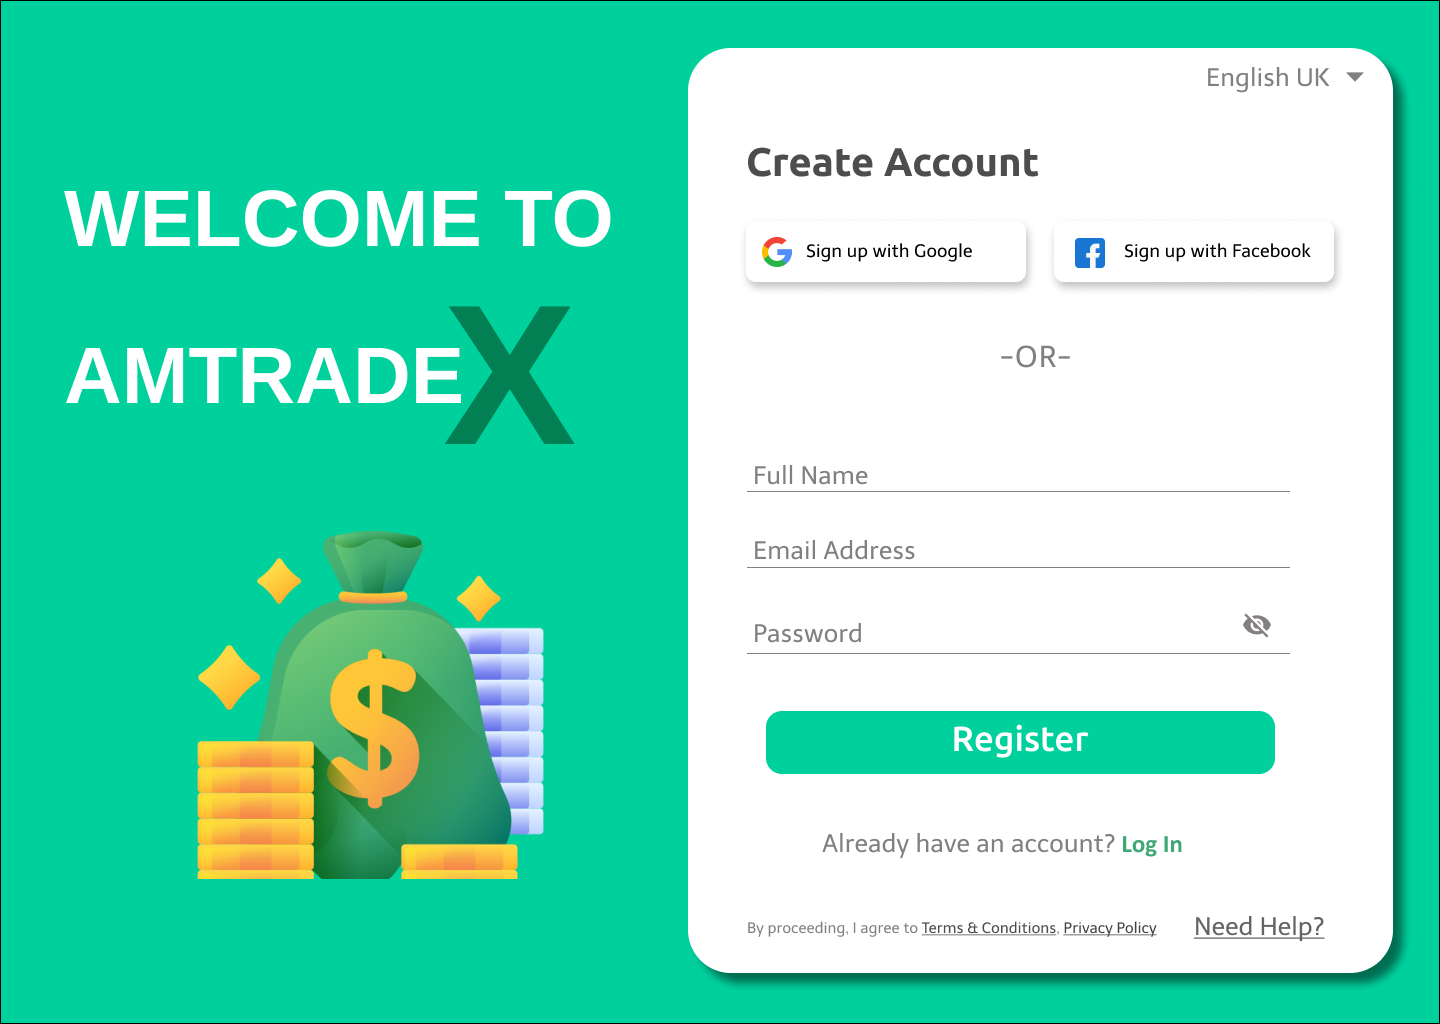 WELCOME TO
AMTRADEX
$
English UK
Create Account
Sign up with Google
Sign up with Facebook
-OR-
Full Name
Email Address
Password
Register
Already have an account? Log In
By proceeding, I agree to Terms & Conditions, Privacy Policy
Need Help?